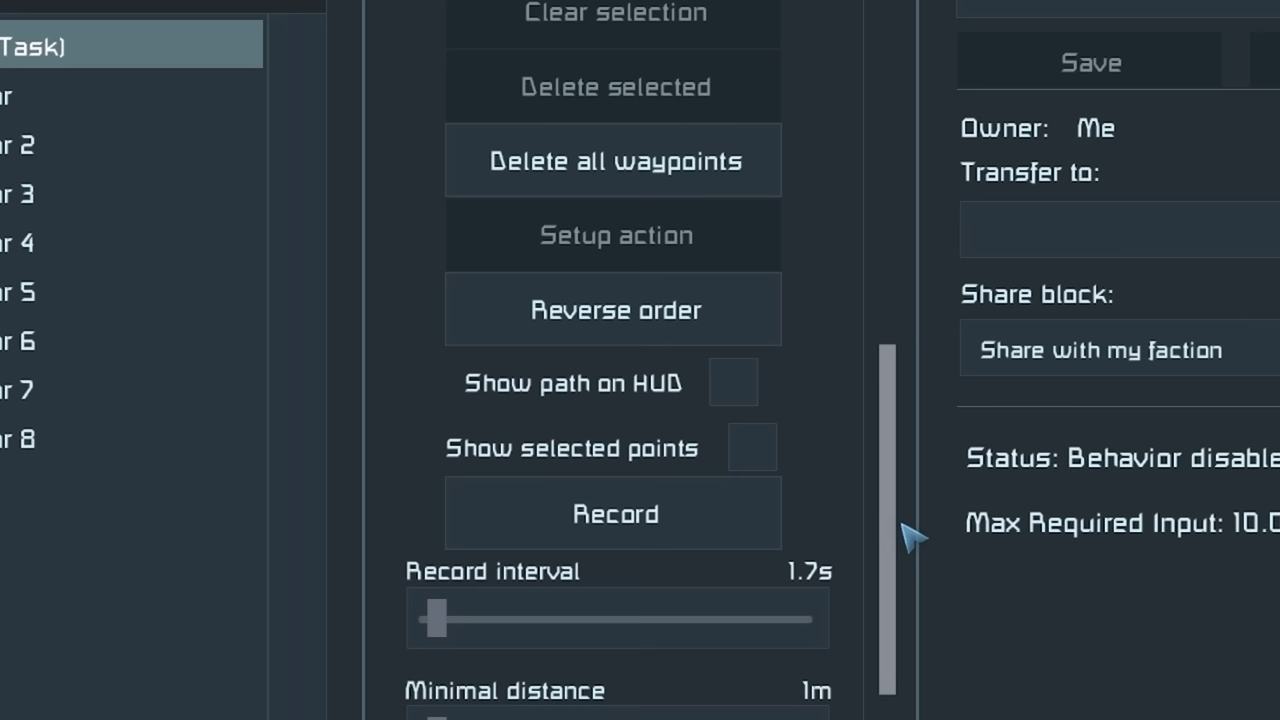 Task)
r
r 2
r 3
r 4
r 5
r 6
r 7
r 8
Clear selection
Delete selected
Delete all waypoints
Setup action
Reverse order
Show path on HUD
Show selected points
Record
Record interval 1.7s
Minimal distance 1m
Save
Owner: Me
Transfer to:
Share block:
Share with my faction
Status: Behavior disable
Max Required Input: 10.0